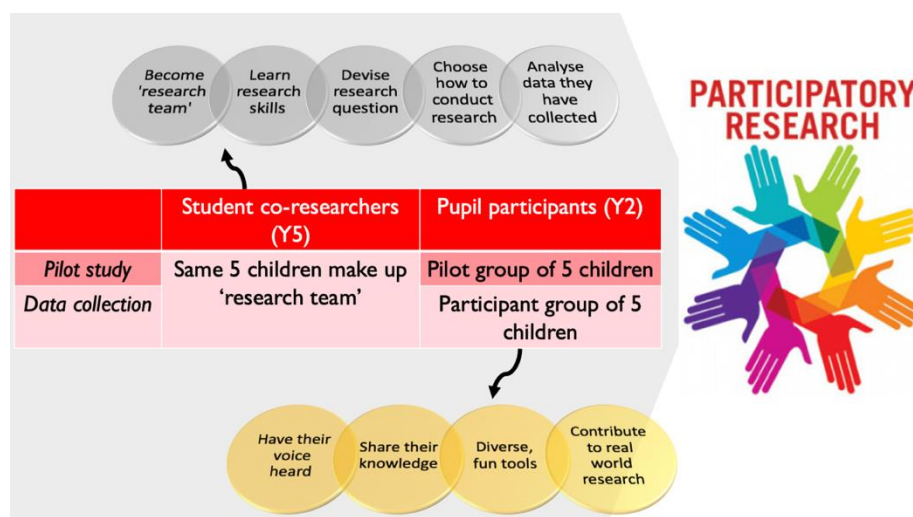 Become
'research
team'
Learn
research
skills
Devise
research
question
Choose
how to
conduct
research
Analyse
data they
have
collected
PARTICIPATORY
RESEARCH
Student co-researchers
(Y5)
Pupil participants (Y2)
Pilot study
Same 5 children make up
'research team'
Pilot group of 5 children
Data collection
Participant group of 5
children
Have their
voice
heard
Share their
knowledge
Diverse,
fun tools
Contribute
to real
world
research